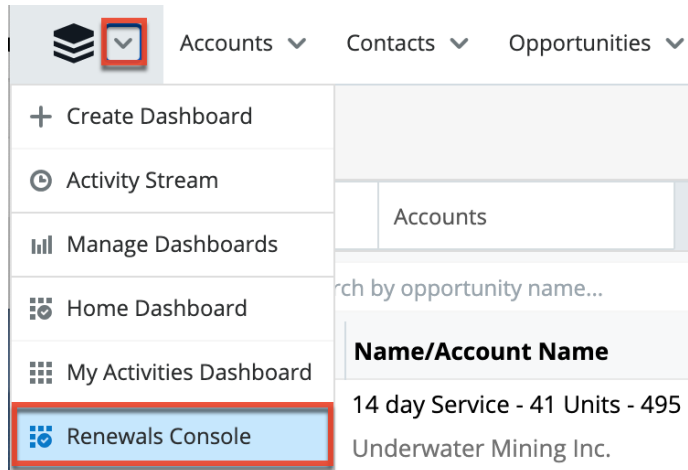 Accounts Contacts Opportunities
Create Dashboard
Activity Stream
Manage Dashboards
Home Dashboard
My Activities Dashboard
Renewals Console
Accounts
rch by opportunity name...
Name/Account Name
14 day Service - 41 Units - 495
Underwater Mining Inc.